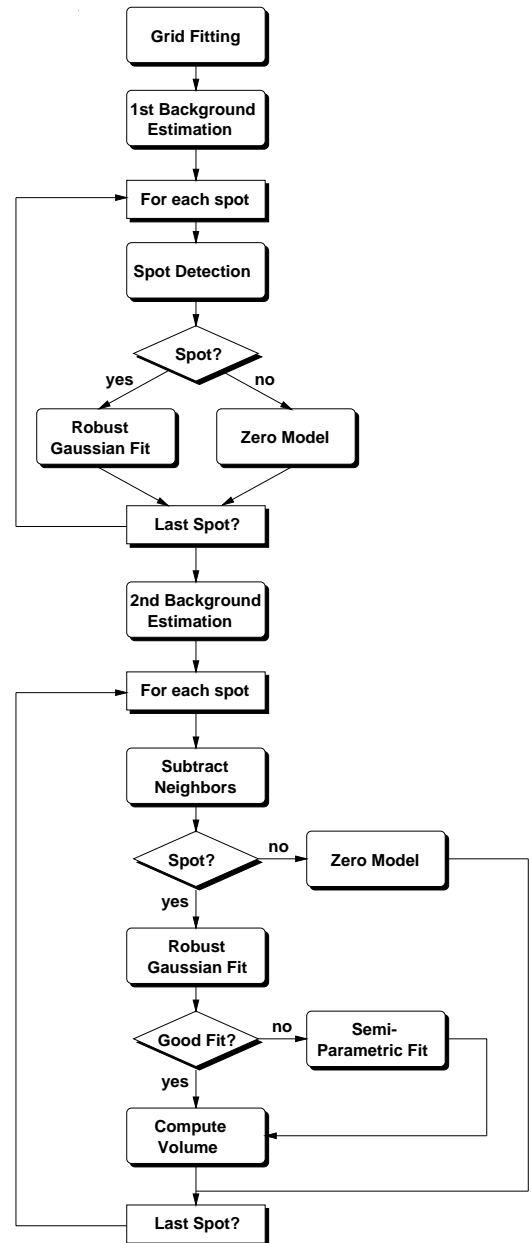 Grid Fitting
1st Background
Estimation
For each spot
Spot Detection
Spot?
yes
no
Robust
Gaussian Fit
Zero Model
Last Spot?
2nd Background
Estimation
For each spot
Subtract
Neighbors
Spot?
no
Zero Model
yes
Robust
Gaussian Fit
Good Fit?
no
Semi-
Parametric Fit
yes
Compute
Volume
Last Spot?